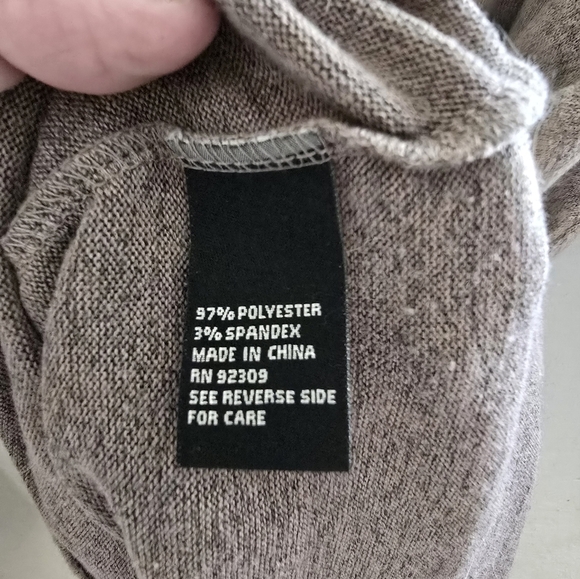 97% POLYESTER
3% SPANDEX
MADE IN CHINA
RN 92309
SEE REVERSE SIDE
FOR CARE